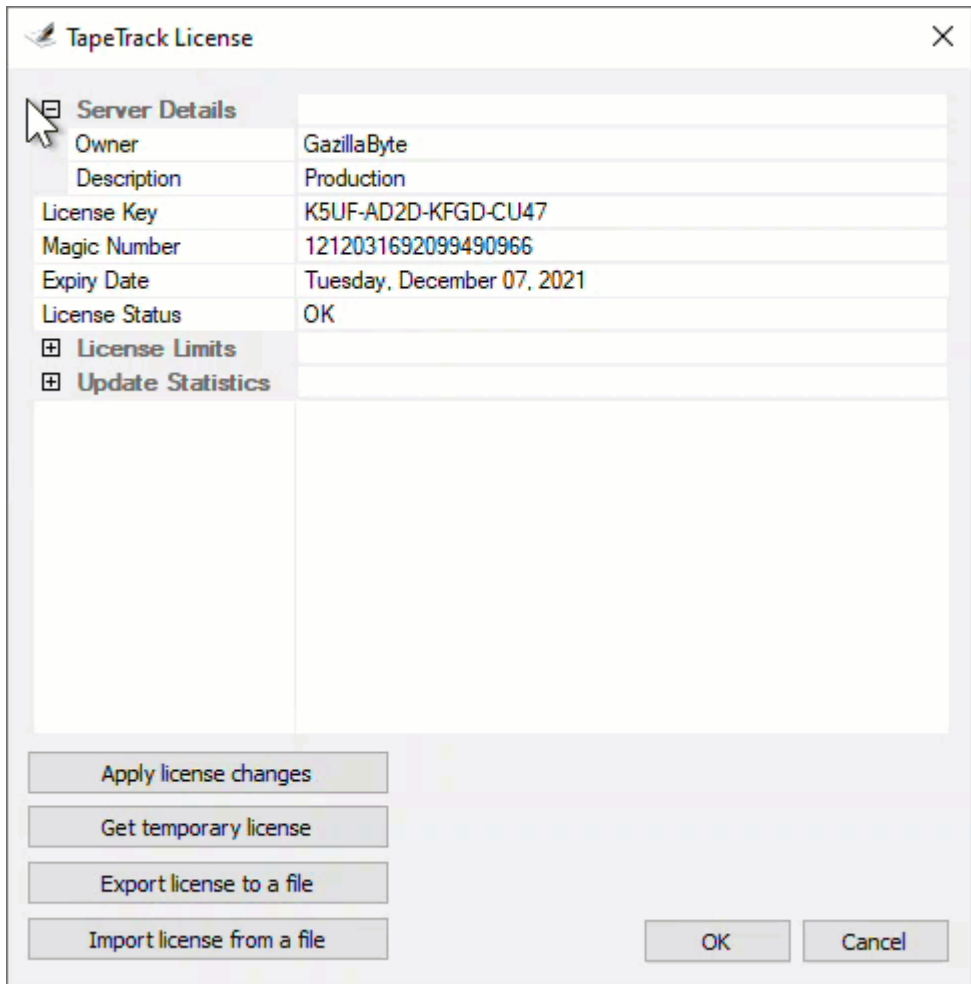 TapeTrack License
Server Details
Owner GazillaByte
Description Production
License Key K5UF-AD2D-KFGD-CU47
Magic Number 1212031692099490966
Expiry Date Tuesday, December 07, 2021
License Status OK
License Limits
Update Statistics
Apply license changes
Get temporary license
Export license to a file
Import license from a file
OK Cancel